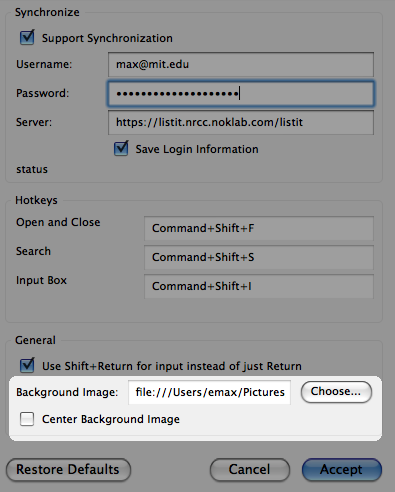 Synchronize
Support Synchronization
Username: max@mit.edu
Password: ••••••••••••••••••••
Server: https://listit.nrcc.noklab.com/listit
Save Login Information
status
Hotkeys
Open and Close Command+Shift+F
Search Command+Shift+S
Input Box Command+Shift+I
General
Use Shift+Return for input instead of just Return
Background Image: file:///Users/emax/Pictures Choose...
Center Background Image
Restore Defaults Cancel Accept